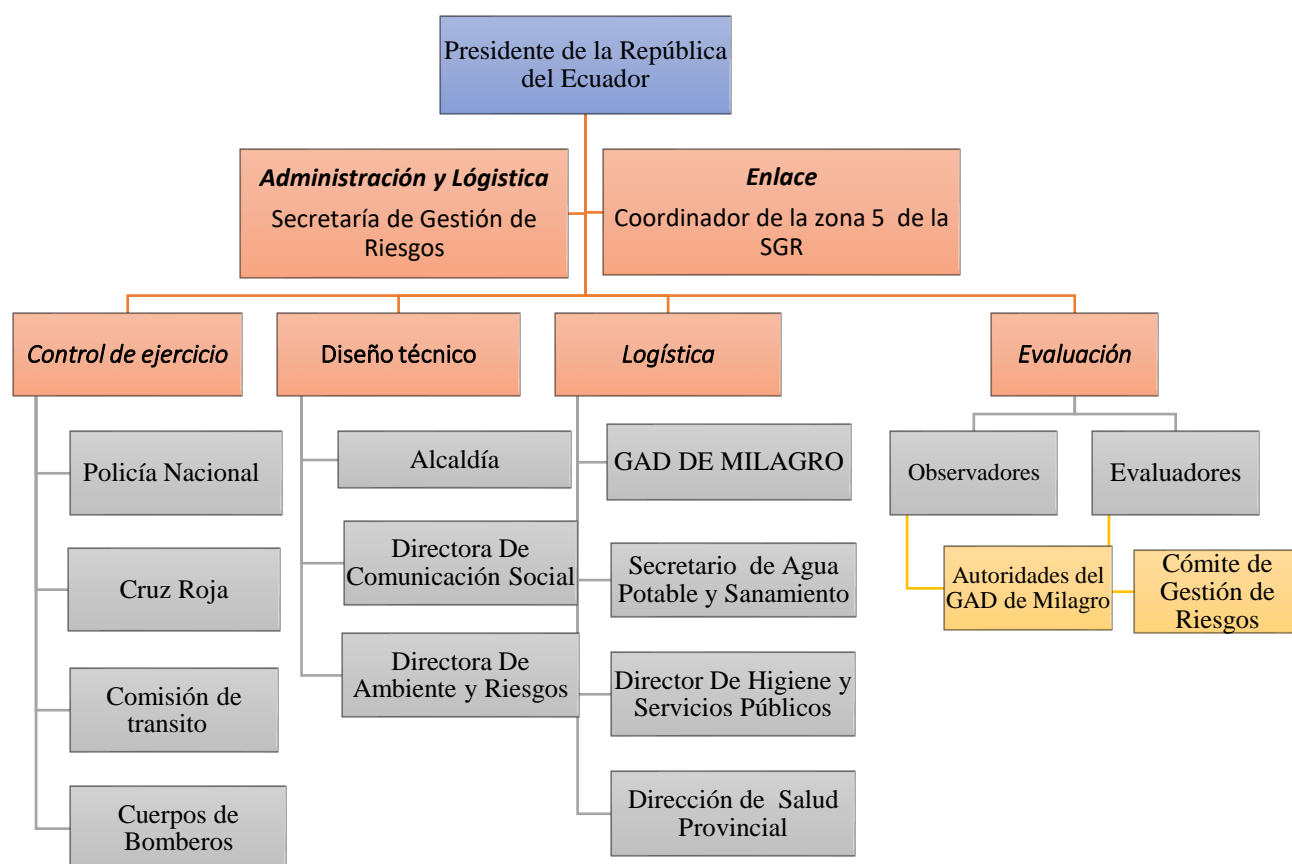 Presidente de la República
del Ecuador
Administración y Lógistica
Secretaría de Gestión de
Riesgos
Enlace
Coordinador de la zona 5 de la
SGR
Control de ejercicio
Diseño técnico
Logística
Evaluación
Policía Nacional
Cruz Roja
Comisión de
transito
Cuerpos de
Bomberos
Alcaldía
Directora De
Comunicación Social
Directora De
Ambiente y Riesgos
GAD DE MILAGRO
Secretario de Agua
Potable y Sanamiento
Director De Higiene y
Servicios Públicos
Dirección de Salud
Provincial
Observadores
Evaluadores
Autoridades del
GAD de Milagro
Cómite de
Gestión de
Riesgos